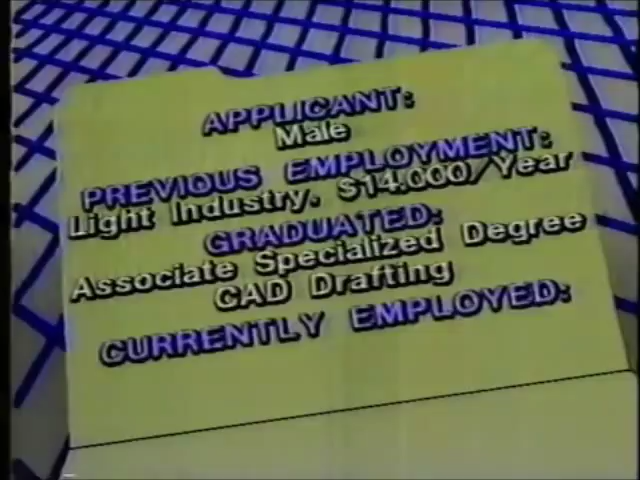 APPLICANT:
Male
PREVIOUS EMPLOYMENT:
Light Industry. $14.000/Year
GRADUATED:
Associate Specialized Degree
CAD Drafting
CURRENTLY EMPLOYED: